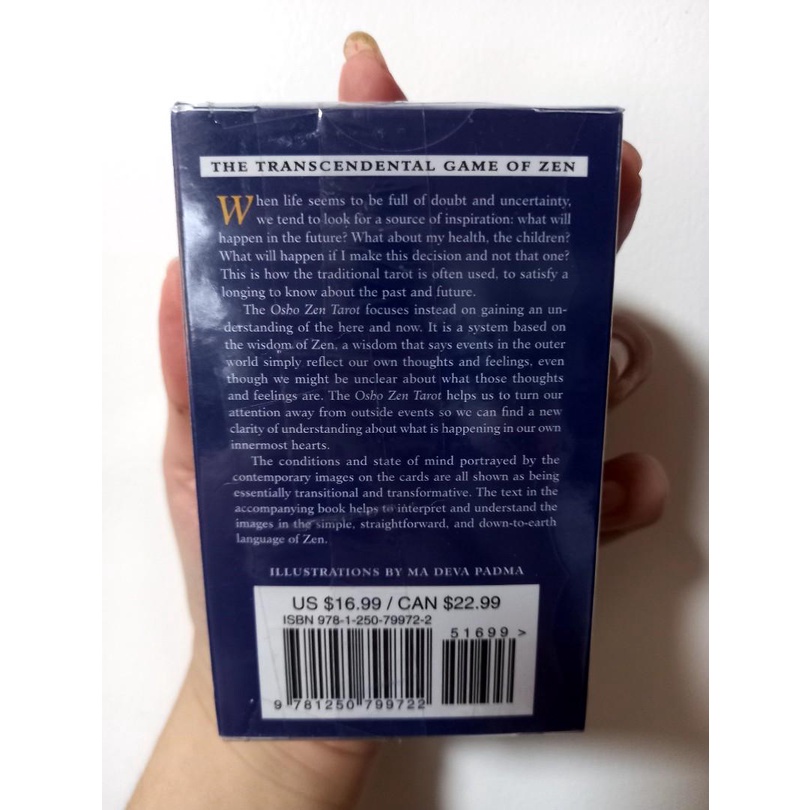 THE TRANSCENDENTAL GAME OF ZEN
When life seems to be full of doubt and uncertainty,
we tend to look for a source of inspiration: what will
happen in the future? What about my health, the children?
What will happen if I make this decision and not that one?
This is how the traditional tarot is often used, to satisfy a
longing to know about the past and future.
The Osho Zen Tarot focuses instead on gaining an un-
derstanding of the here and now. It is a system based on
the wisdom of Zen, a wisdom that says events in the outer
world simply reflect our own thoughts and feelings, even
though we might be unclear about what those thoughts
and feelings are. The Osho Zen Tarot helps us to turn our
attention away from outside events so we can find a new
clarity of understanding about what is happening in our own
innermost hearts.
The conditions and state of mind portrayed by the
contemporary images on the cards are all shown as being
essentially transitional and transformative. The text in the
accompanying book helps to interpret and understand the
images in the simple, straightforward, and down-to-earth
language of Zen.
ILLUSTRATIONS BY MA DEVA PADMA
US $16.99 / CAN $22.99
ISBN 978-1-250-79972-2
51699 >
9 781250 799722